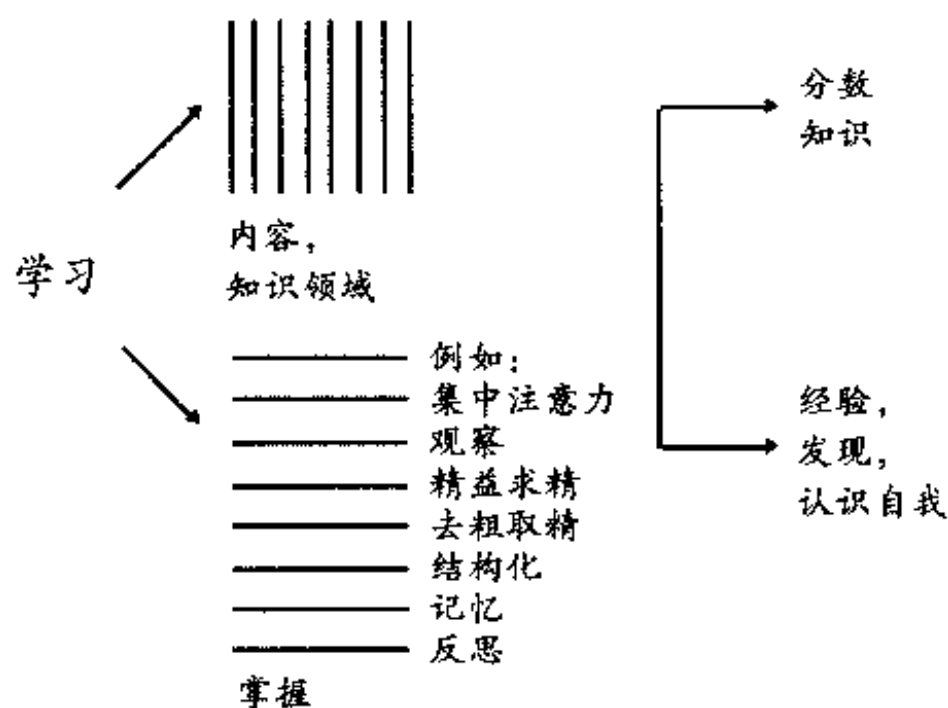 学习
内容，
知识领域
例如：
集中注意力
观察
精益求精
去粗取精
结构化
记忆
反思
掌握
分数
知识
经验，
发现，
认识自我